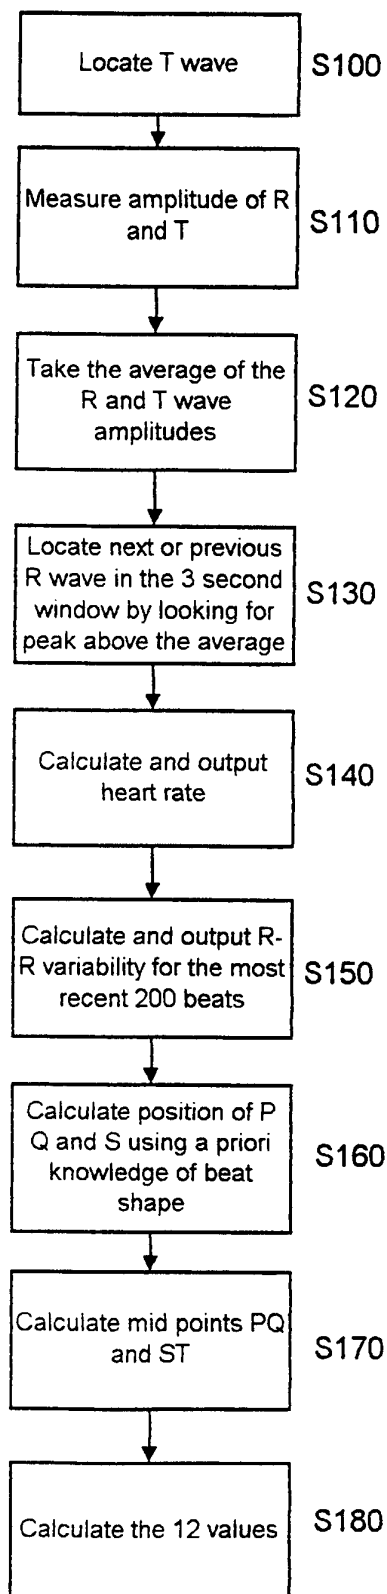 Locate T wave
S100
Measure amplitude of R
and T
S110
Take the average of the
R and T wave
amplitudes
S120
Locate next or previous
R wave in the 3 second
window by looking for
peak above the average
S130
Calculate and output
heart rate
S140
Calculate and output R-
R variability for the most
recent 200 beats
S150
Calculate position of P
Q and S using a priori
knowledge of beat
shape
S160
Calculate mid points PQ
and ST
S170
Calculate the 12 values
S180